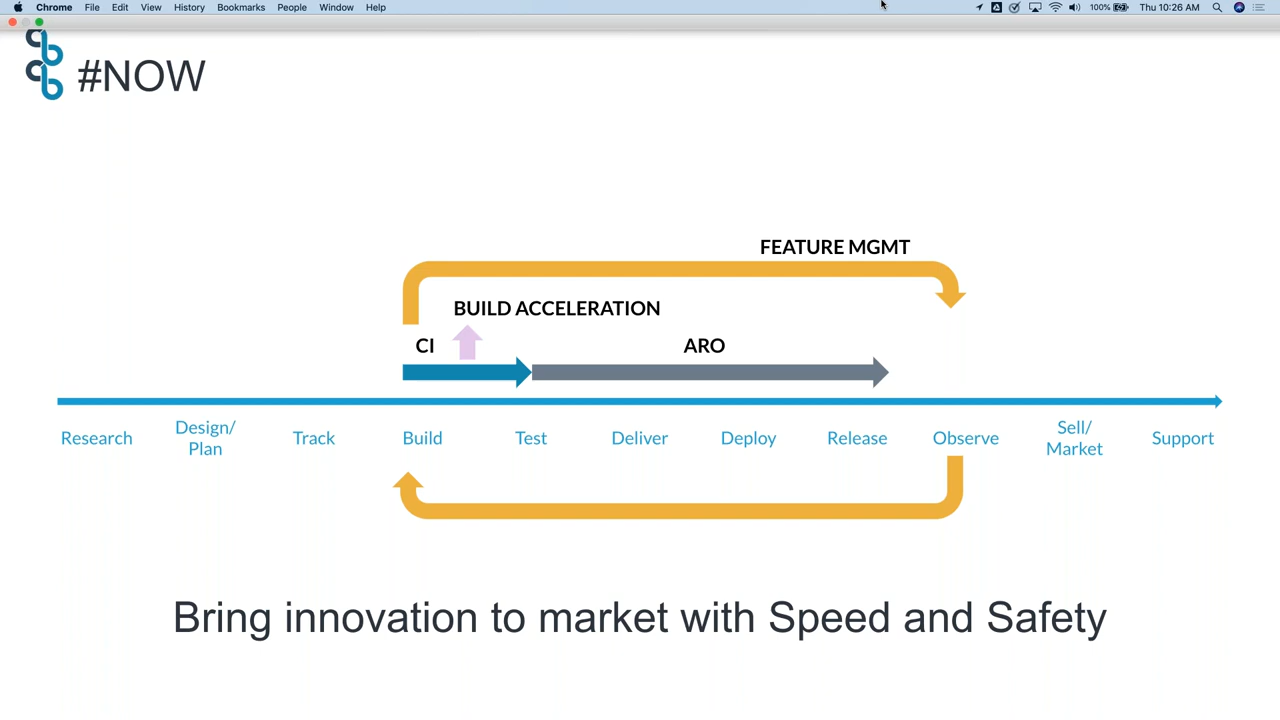 Chrome File Edit View History Bookmarks People Window Help 100% Thu 10:26 AM
#NOW
FEATURE MGMT
BUILD ACCELERATION
CI ARO
Research Design/ Track Build Test Deliver Deploy Release Observe Sell/ Support
Plan Market
Bring innovation to market with Speed and Safety